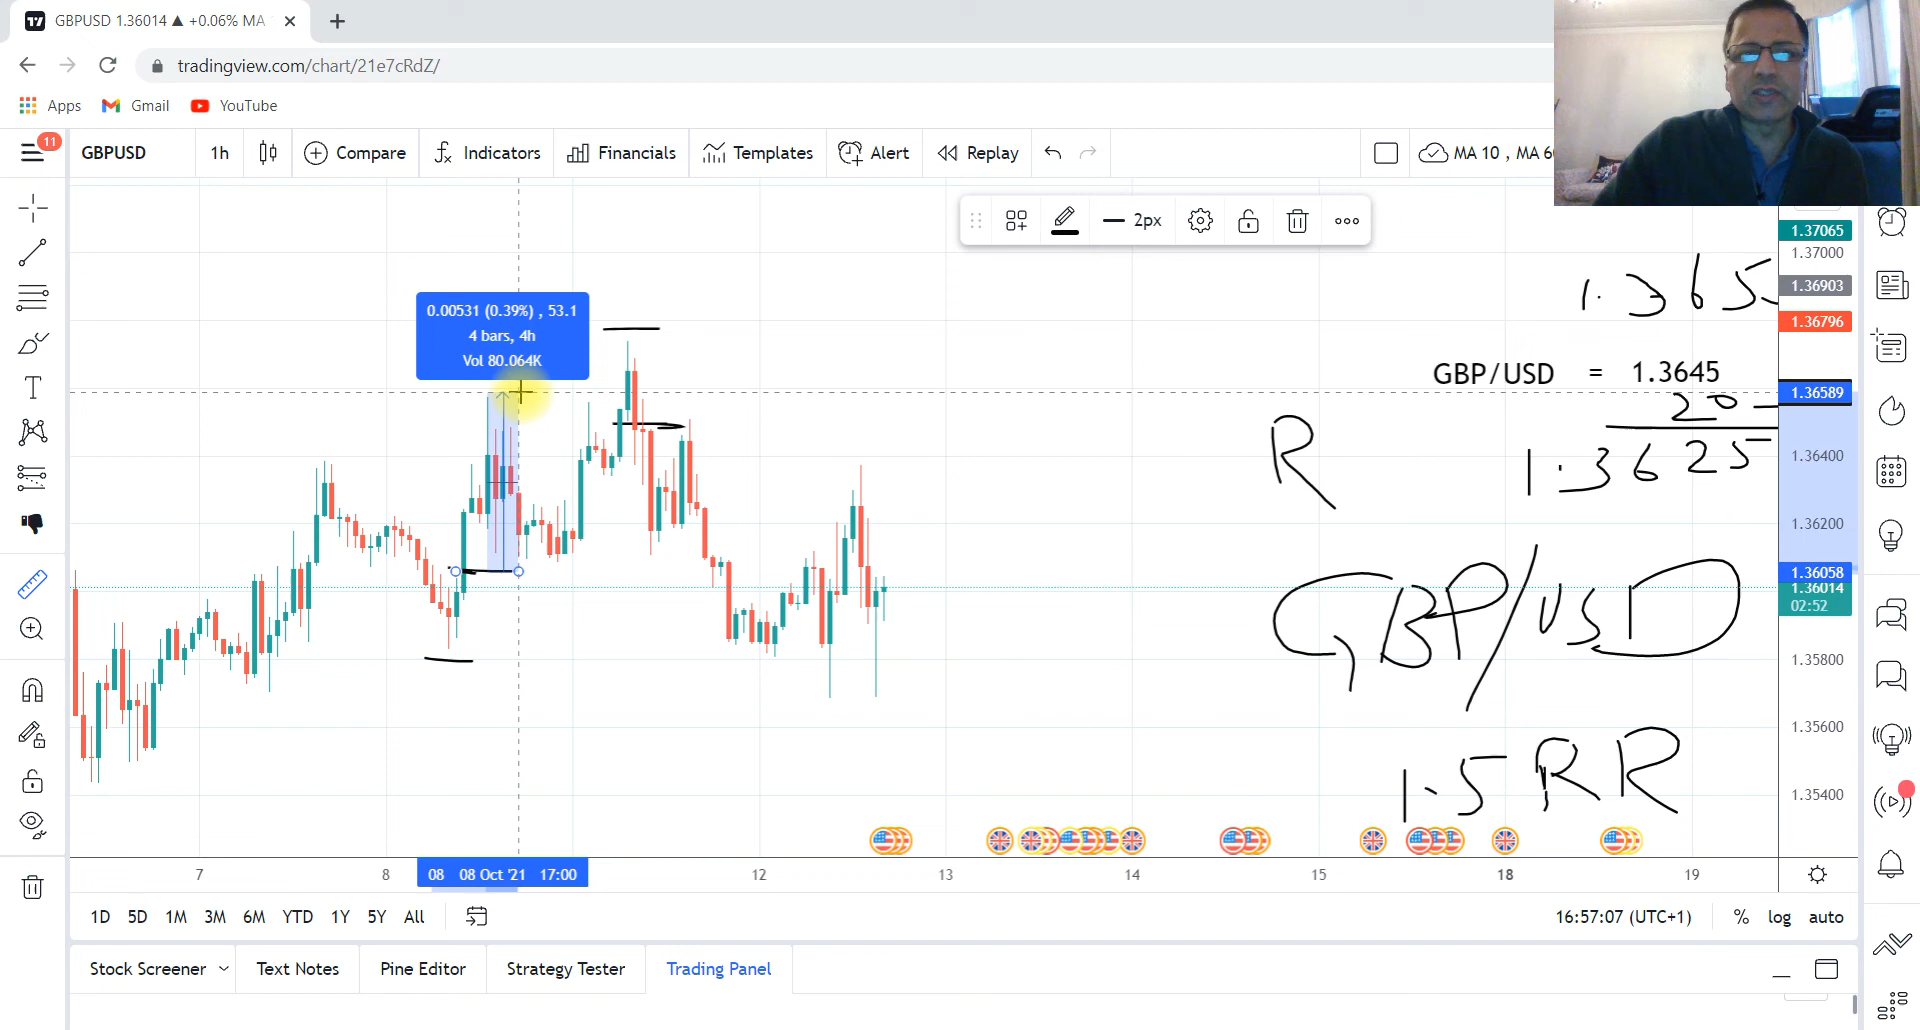 GBPUSD 1.36014 ▲ +0.06% MA
tradingview.com/chart/21e7cRdZ/
Apps Gmail YouTube
11
GBPUSD 1h Compare Indicators Financials Templates Alert Replay MA 10 , MA 60
2px
1.37065
1.37000
1.36903
1.36796
0.00531 (0.39%) , 53.1
4 bars, 4h
Vol 80.064K
1.365
GBP/USD = 1.3645
20
1.3625
R
GBP/USD
1.5 RR
1.36589
1.36400
1.36200
1.36058
1.36014
02:52
1.35800
1.35600
1.35400
7 8 08 08 Oct '21 17:00 12 13 14 15 18 19
1D 5D 1M 3M 6M YTD 1Y 5Y All 16:57:07 (UTC+1) % log auto
Stock Screener Text Notes Pine Editor Strategy Tester Trading Panel